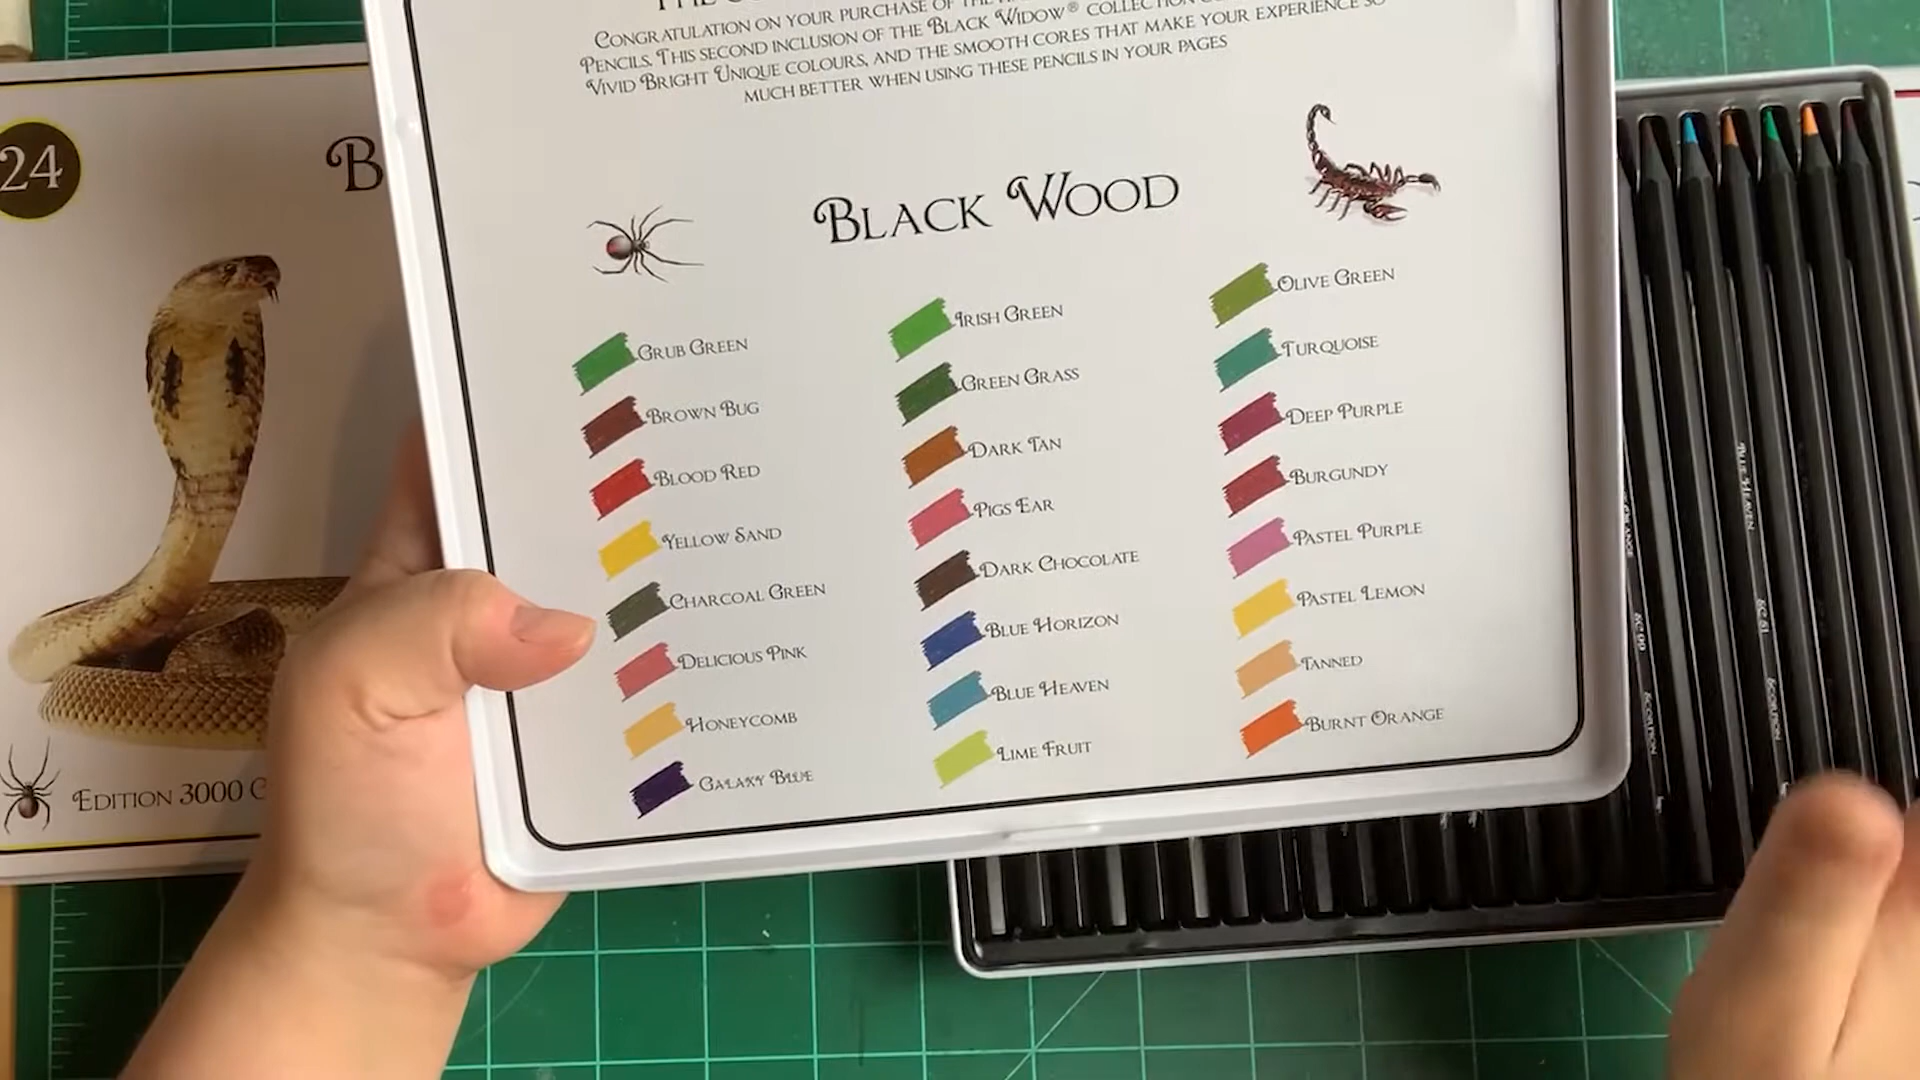 CONGRATULATION ON YOUR PURCHASE OF THE
PENCILS. THIS SECOND INCLUSION OF THE BLACK WIDOW® COLLECTION
VIVID BRIGHT UNIQUE COLOURS, AND THE SMOOTH CORES THAT MAKE YOUR EXPERIENCE SO
MUCH BETTER WHEN USING THESE PENCILS IN YOUR PAGES
24
B
BLACK WOOD
GRUB GREEN
BROWN BUG
BLOOD RED
YELLOW SAND
CHARCOAL GREEN
DELICIOUS PINK
HONEYCOMB
GALAXY BLUE
IRISH GREEN
GREEN GRASS
DARK TAN
PIGS EAR
DARK CHOCOLATE
BLUE HORIZON
BLUE HEAVEN
LIME FRUIT
OLIVE GREEN
TURQUOISE
DEEP PURPLE
BURGUNDY
PASTEL PURPLE
PASTEL LEMON
TANNED
BURNT ORANGE
EDITION 3000 C
BLUE HEAVEN
SCORPION
SCORPION